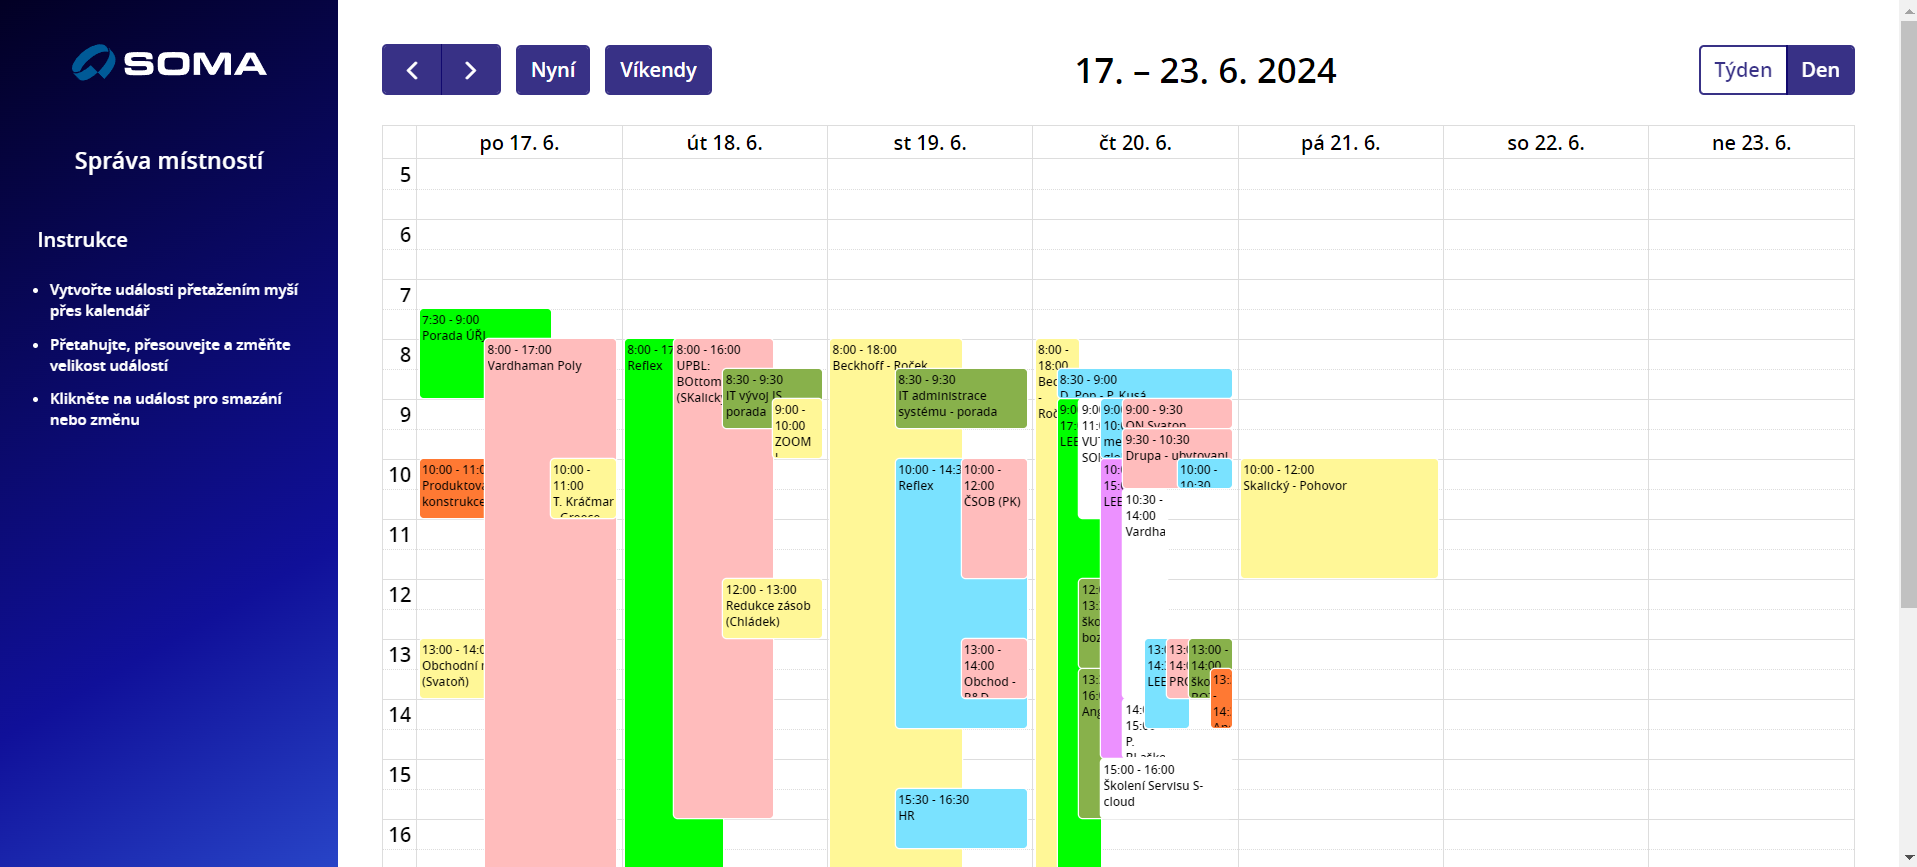 SOMA
Správa místností
Instrukce
Vytvořte události přetažením myší
přes kalendář
Přetahujte, přesouvejte a změňte
velikost událostí
Klikněte na událost pro smazání
nebo změnu
Nyní
Víkendy
17. – 23. 6. 2024
Týden
Den
po 17. 6.
út 18. 6.
st 19. 6.
čt 20. 6.
pá 21. 6.
so 22. 6.
ne 23. 6.
5
6
7
8
9
10
11
12
13
14
15
16
7:30 - 9:00
Porada ÚŘJ
8:00 - 17:00
Vardhaman Poly
10:00 - 11:0
Produktova
konstrukce
10:00 -
11:00
T. Kráčmar
13:00 - 14:0
Obchodní
(Svatoň)
8:00 - 17
Reflex
8:00 - 16:00
UPBL:
BOttom
(SKalick
8:30 - 9:30
IT vývoj IS
porada
9:00 -
10:00
ZOOM
12:00 - 13:00
Redukce zásob
(Chládek)
8:00 - 18:00
Beckhoff - Roček
8:30 - 9:30
IT administrace
systému - porada
10:00 - 14:3
Reflex
10:00 -
12:00
ČSOB (PK)
13:00 -
14:00
Obchod -
R&D
15:30 - 16:30
HR
8:00 -
18:00
Bec
-
Roč
8:30 - 9:00
D. Pop - P. Kusá
9:0
17:
LEE
9:0
11:
VU
SO
9:0
10:
me
9:00 - 9:30
ON Svaton
9:30 - 10:30
Drupa - ubytovani
10:
15:
LEE
10:00 -
10:30
10:30 -
14:00
Vardha
12:
13:
ško
boz
13:
16:
Ang
13:
14:
LEE
13:
14:
PRO
13:00 -
14:00
ško
13:
-
14:
14:
15:
P.
15:00 - 16:00
Školení Servisu S-
cloud
10:00 - 12:00
Skalický - Pohovor